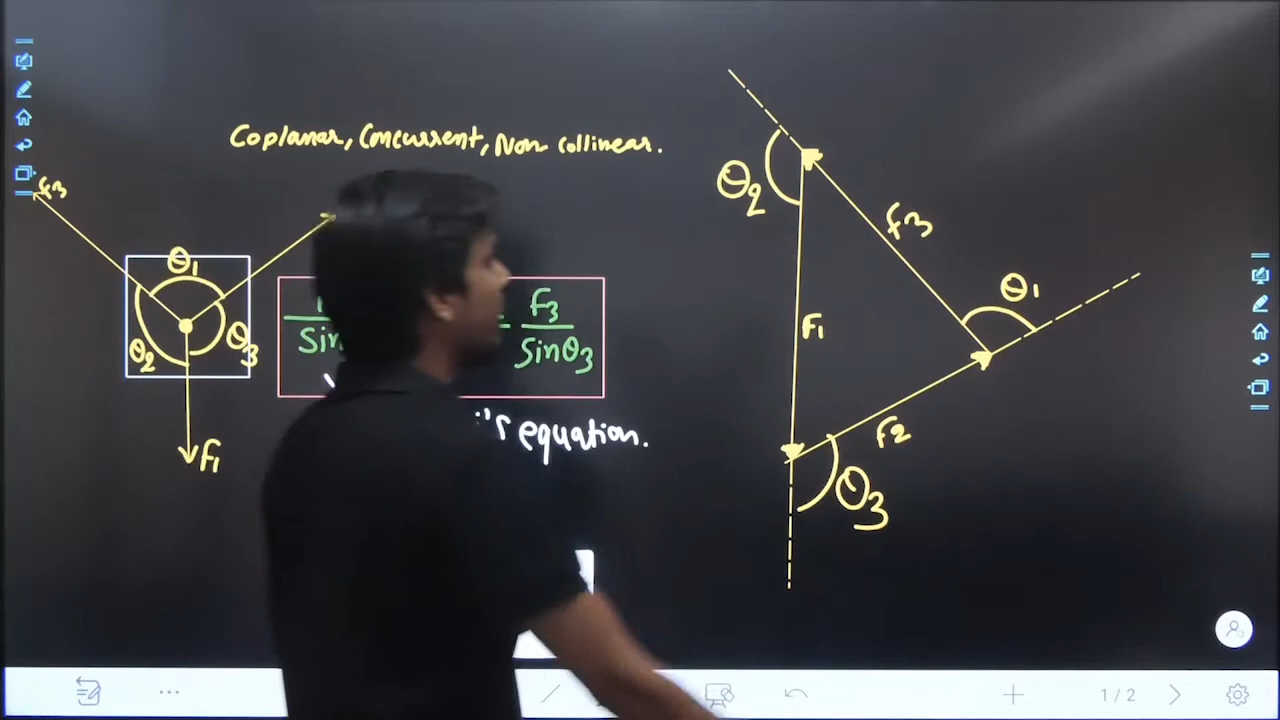 Coplanar, Concurrent, Non collinear.
f3
θ1
θ2
θ3
F1
Sin
F3
Sinθ3
i's equation.
θ2
f3
θ1
F1
f2
θ3
1 / 2